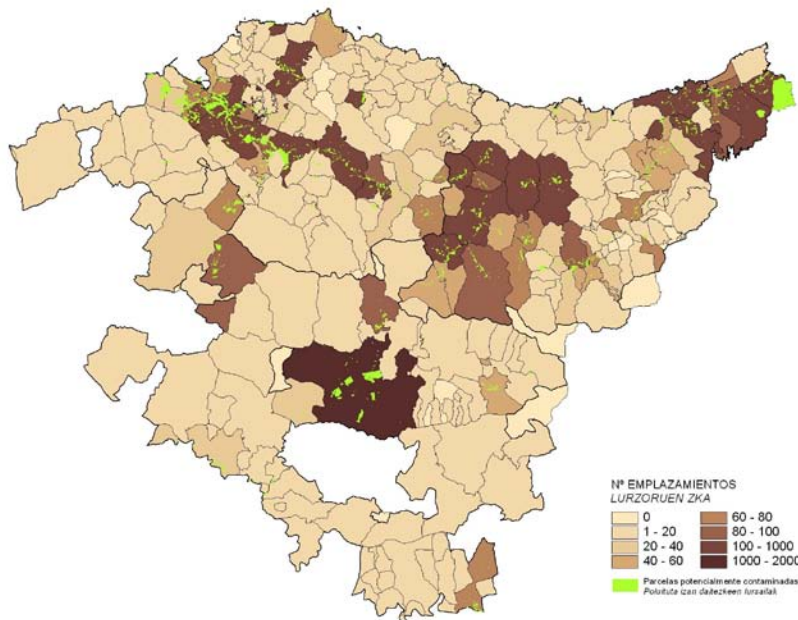 Nº EMPLAZAMIENTOS
LURZORUEN ZKA
0
1 - 20
20 - 40
40 - 60
60 - 80
80 - 100
100 - 1000
1000 - 2000
Parcelas potencialmente contaminadas
Poluituta izan daitezkeen lursailak